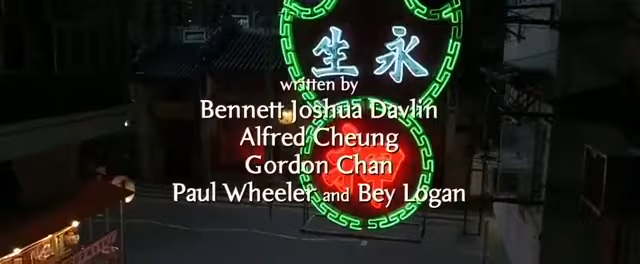 永生
written by
Bennett Joshua Davlin
Alfred Cheung
Gordon Chan
Paul Wheeler and Bey Logan